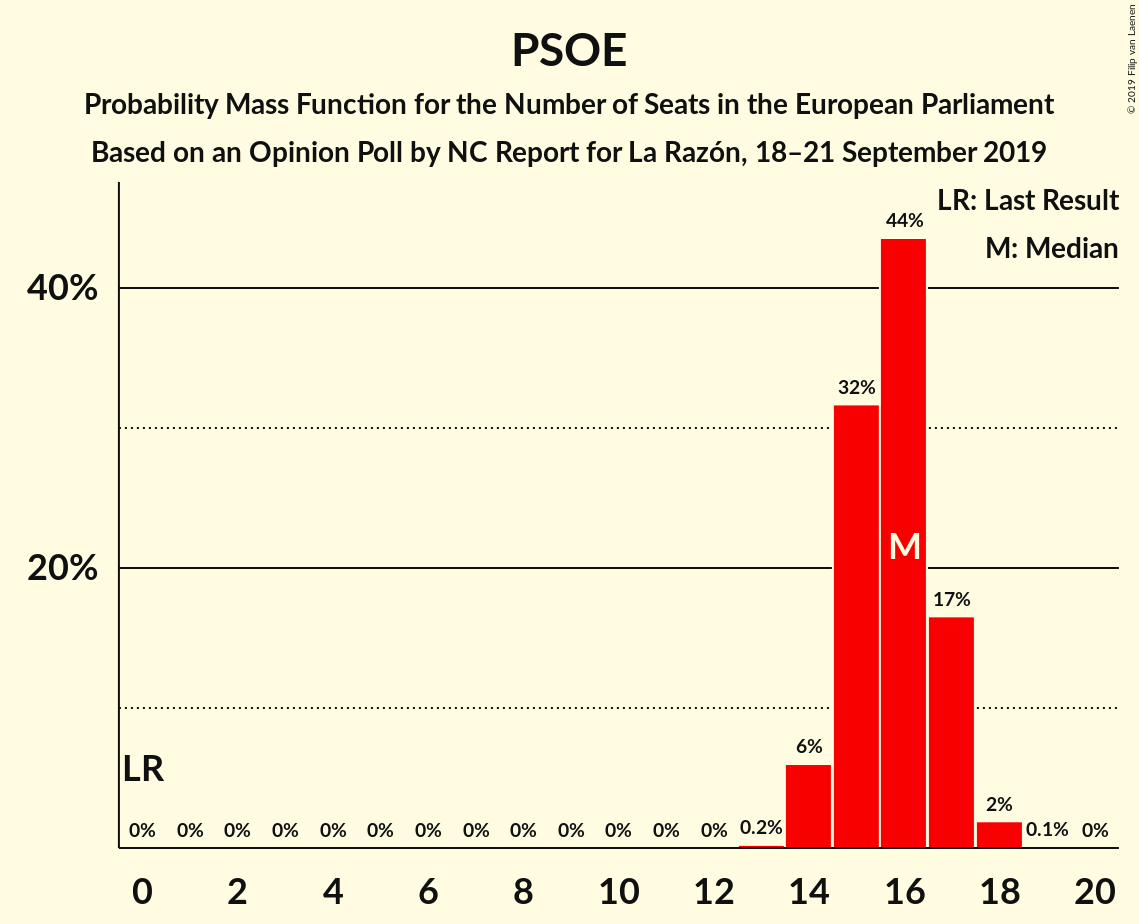 PSOE
Probability Mass Function for the Number of Seats in the European Parliament
Based on an Opinion Poll by NC Report for La Razón, 18–21 September 2019
© 2019 Filip van Laenen
LR: Last Result
M: Median
44%
40%
32%
M
20%
17%
6%
LR
2%
0% 0% 0% 0% 0% 0% 0% 0% 0% 0% 0% 0% 0% 0.2% 0.1% 0%
0 2 4 6 8 10 12 14 16 18 20